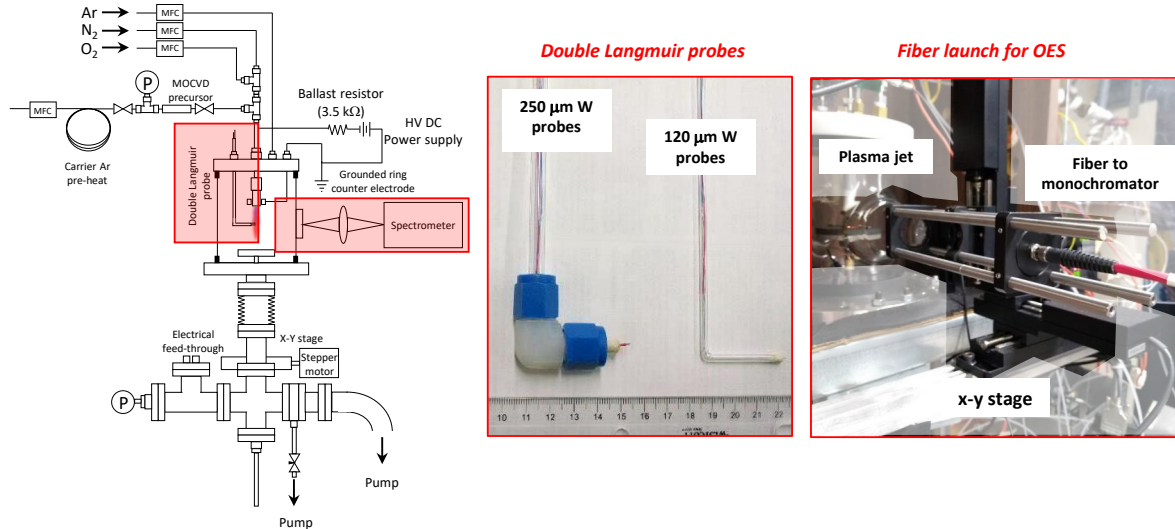 Ar
MFC
N₂
MFC
O₂
MFC
P
MOCVD
precursor
MFC
Carrier Ar
pre-heat
Ballast resistor
(3.5 kΩ)
HV DC
Power supply
Grounded ring
counter electrode
Double Langmuir
probe
Spectrometer
Electrical
feed-through
X-Y stage
Stepper
motor
P
Pump
Pump
Double Langmuir probes
250 µm W
probes
120 µm W
probes
10 11 12 13 14 15 16 17 18 19 20 21 22
Fiber launch for OES
Plasma jet
Fiber to
monochromator
x-y stage